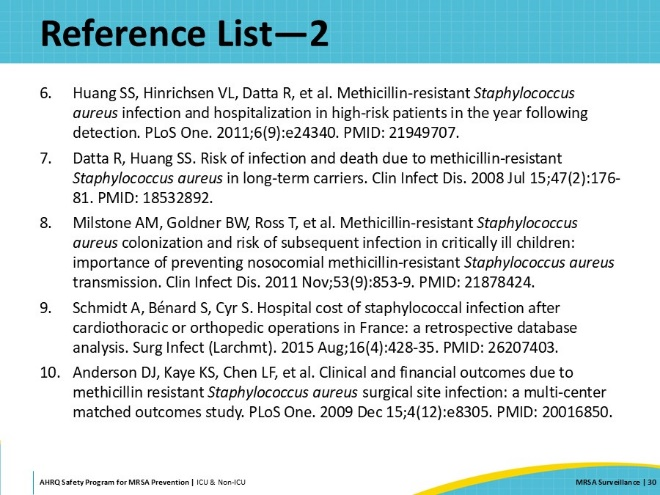 Reference List—2
6. Huang SS, Hinrichsen VL, Datta R, et al. Methicillin-resistant Staphylococcus
aureus infection and hospitalization in high-risk patients in the year following
detection. PLoS One. 2011;6(9):e24340. PMID: 21949707.
7. Datta R, Huang SS. Risk of infection and death due to methicillin-resistant
Staphylococcus aureus in long-term carriers. Clin Infect Dis. 2008 Jul 15;47(2):176-
81. PMID: 18532892.
8. Milstone AM, Goldner BW, Ross T, et al. Methicillin-resistant Staphylococcus
aureus colonization and risk of subsequent infection in critically ill children:
importance of preventing nosocomial methicillin-resistant Staphylococcus aureus
transmission. Clin Infect Dis. 2011 Nov;53(9):853-9. PMID: 21878424.
9. Schmidt A, Bénard S, Cyr S. Hospital cost of staphylococcal infection after
cardiothoracic or orthopedic operations in France: a retrospective database
analysis. Surg Infect (Larchmt). 2015 Aug;16(4):428-35. PMID: 26207403.
10. Anderson DJ, Kaye KS, Chen LF, et al. Clinical and financial outcomes due to
methicillin resistant Staphylococcus aureus surgical site infection: a multi-center
matched outcomes study. PLoS One. 2009 Dec 15;4(12):e8305. PMID: 20016850.
AHRQ Safety Program for MRSA Prevention | ICU & Non-ICU
MRSA Surveillance | 30